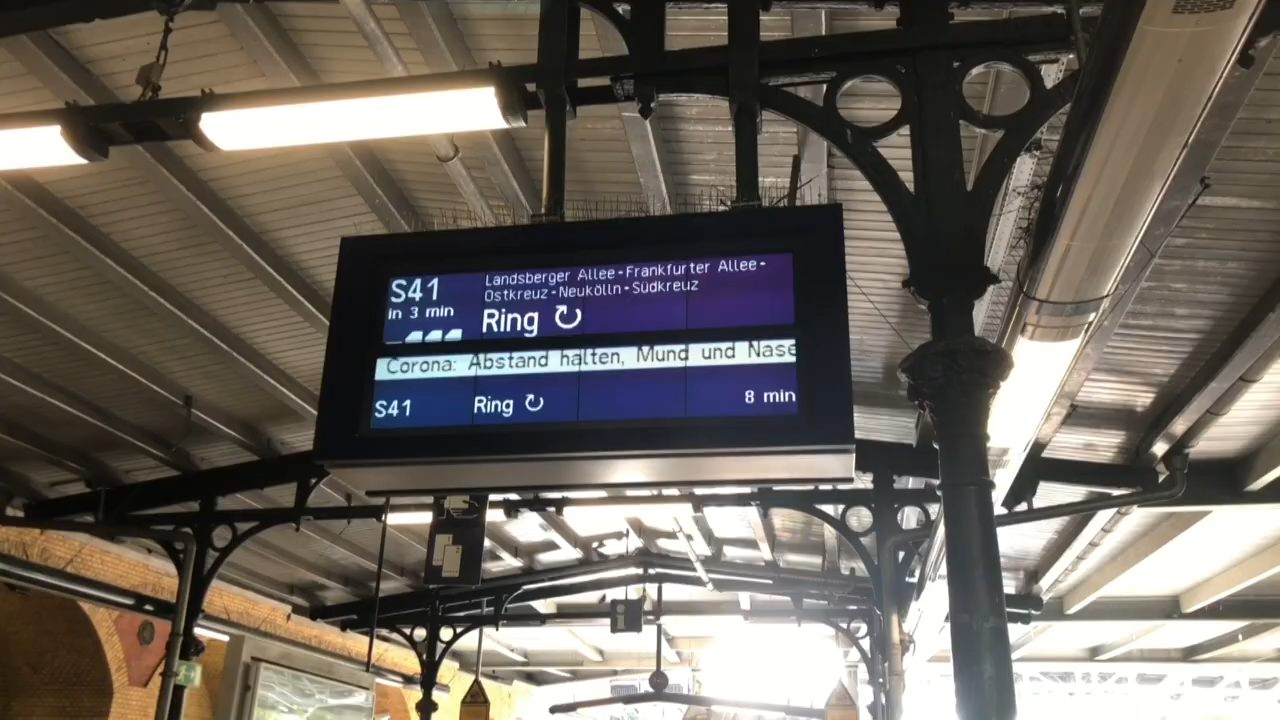 S41
in 3 min
Landsberger Allee-Frankfurter Allee-
Ostkreuz-Neukölln-Südkreuz
Ring
Corona: Abstand halten, Mund und Nase
S41 Ring 8 min